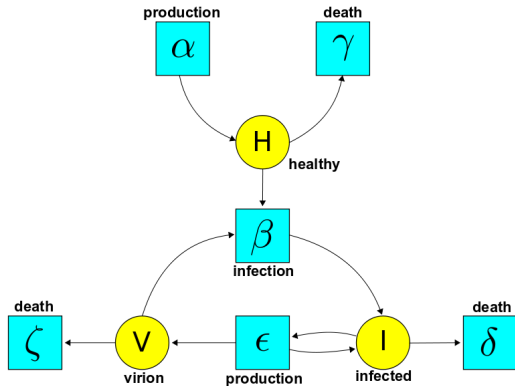 production
death
α
γ
H
healthy
β
infection
death
death
ζ
V
ϵ
I
δ
virion
production
infected